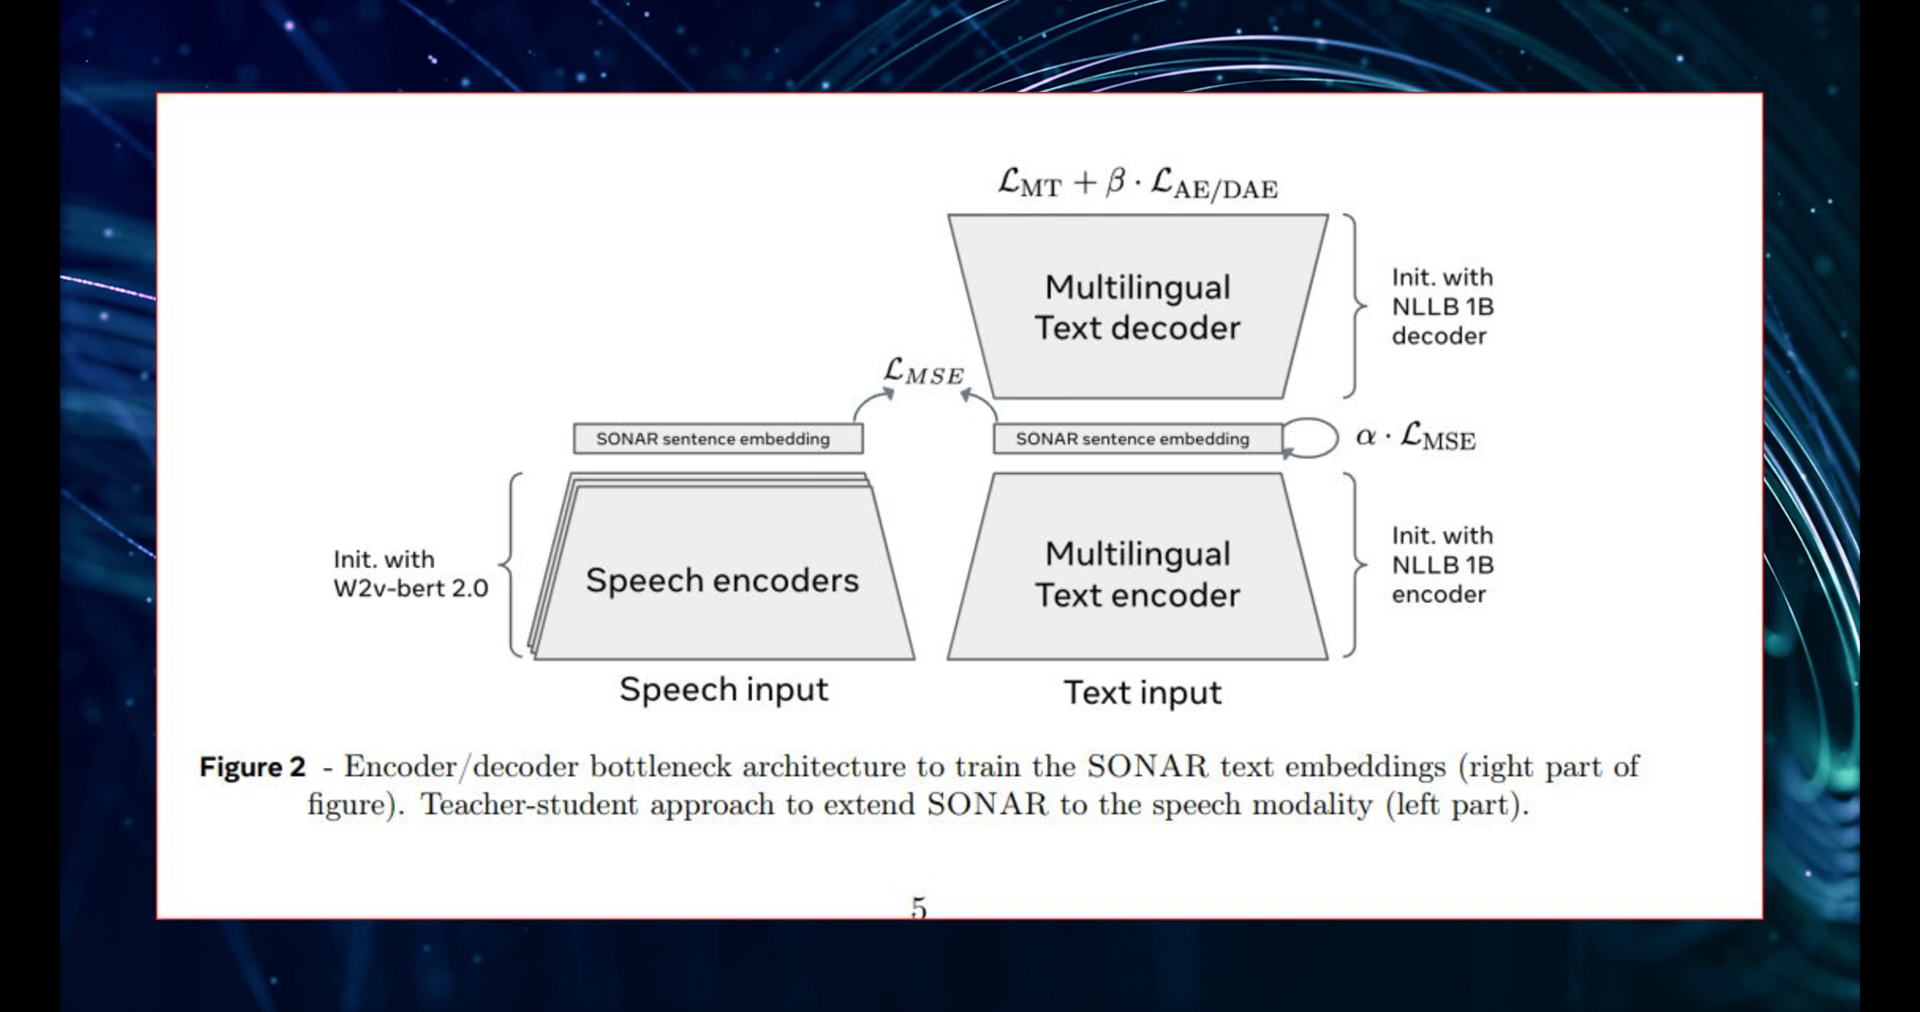 ℒMT + β · ℒAE/DAE
Multilingual
Text decoder
Init. with
NLLB 1B
decoder
ℒMSE
SONAR sentence embedding
SONAR sentence embedding
α · ℒMSE
Init. with
W2v-bert 2.0
Speech encoders
Multilingual
Text encoder
Init. with
NLLB 1B
encoder
Speech input
Text input
Figure 2 - Encoder/decoder bottleneck architecture to train the SONAR text embeddings (right part of
figure). Teacher-student approach to extend SONAR to the speech modality (left part).
5